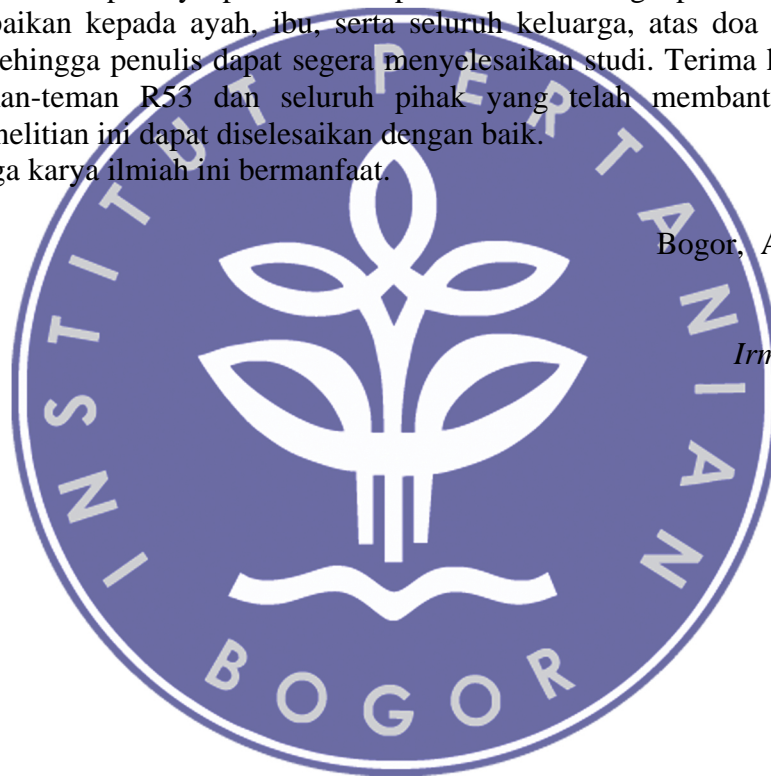 kepada ayah, ibu, serta seluruh keluarga, atas doa
ehingga penulis dapat segera menyelesaikan studi. Terima
an-teman R53 dan seluruh pihak yang telah membant
nelitian ini dapat diselesaikan dengan baik.
ga karya ilmiah ini bermanfaat.
Bogor, A
Irm
INSTITUT PERTANIAN
BOGOR